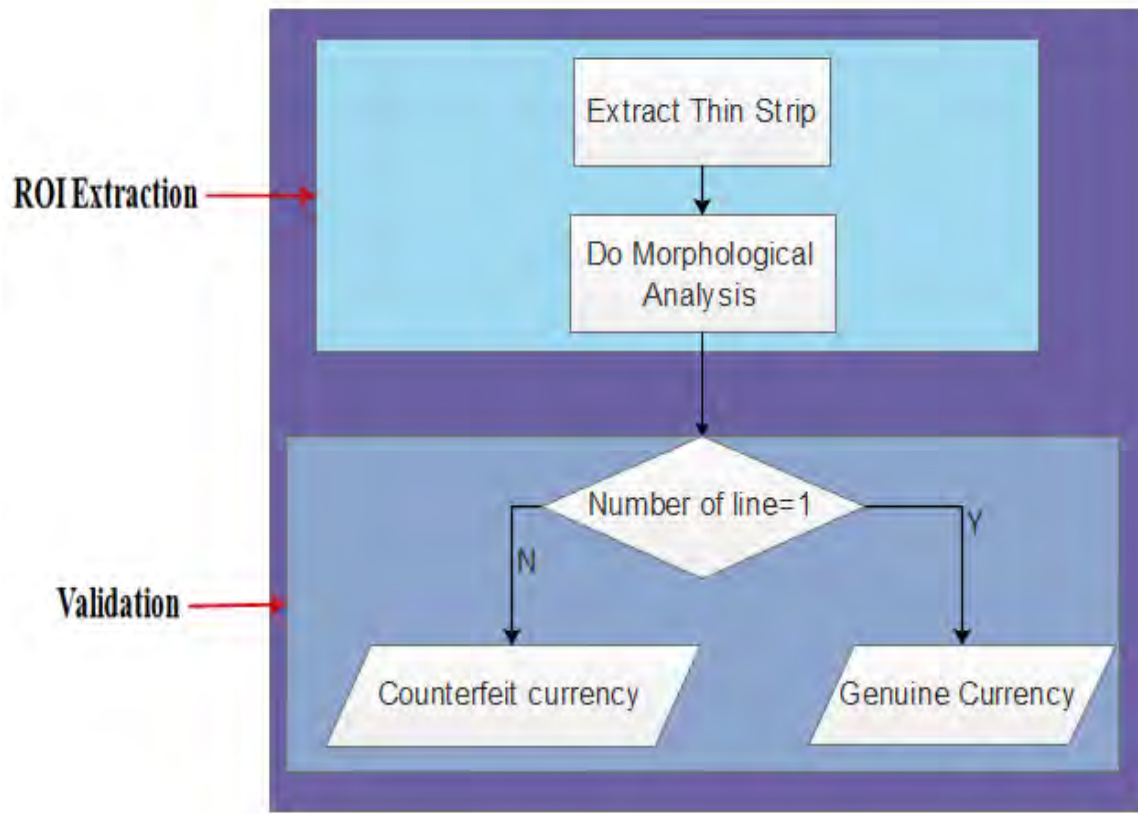 Extract Thin Strip
ROI Extraction
Do Morphological
Analysis
Number of line=1
N
Y
Validation
Counterfeit currency
Genuine Currency